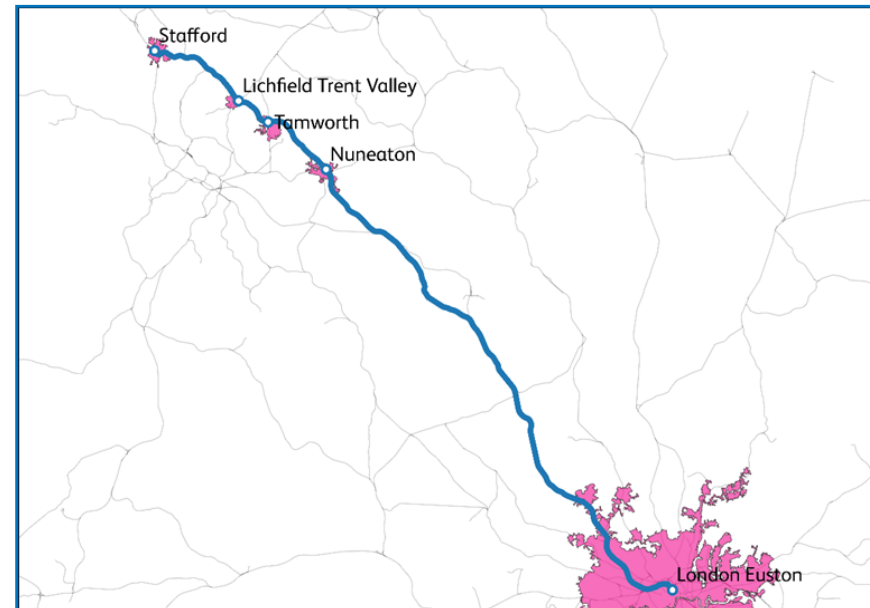 Stafford
Lichfield Trent Valley
Tamworth
Nuneaton
London Euston